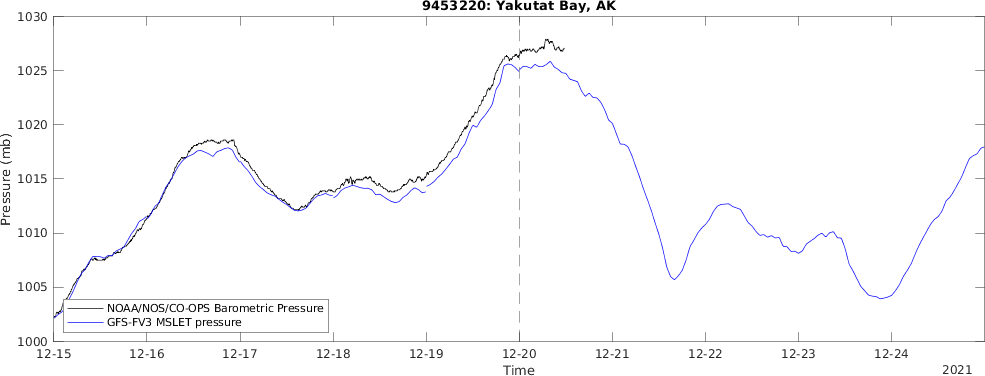 9453220: Yakutat Bay, AK
Pressure (mb)
1030
1025
1020
1015
1010
1005
1000
NOAA/NOS/CO-OPS Barometric Pressure
GFS-FV3 MSLET pressure
12-15 12-16 12-17 12-18 12-19 12-20 12-21 12-22 12-23 12-24
Time
2021